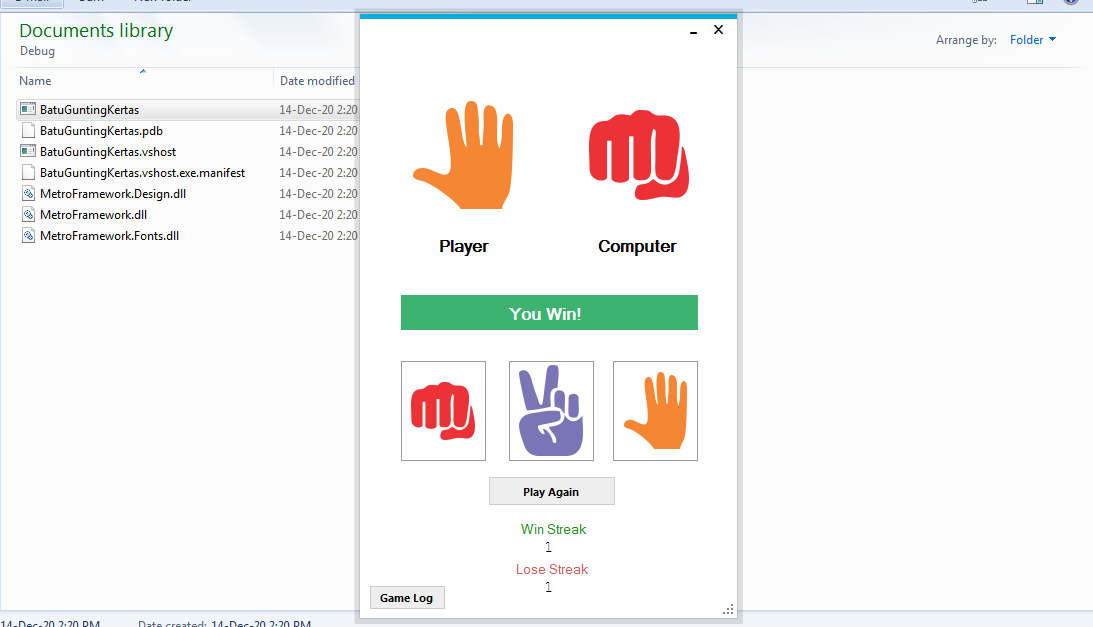 Documents library
Debug
Arrange by: Folder
Name
Date modified
BatuGuntingKertas
14-Dec-20 2:20
BatuGuntingKertas.pdb
14-Dec-20 2:20
BatuGuntingKertas.vshost
14-Dec-20 2:20
BatuGuntingKertas.vshost.exe.manifest
14-Dec-20 2:20
MetroFramework.Design.dll
14-Dec-20 2:20
MetroFramework.dll
14-Dec-20 2:20
MetroFramework.Fonts.dll
14-Dec-20 2:20
Player
Computer
You Win!
Play Again
Win Streak
1
Lose Streak
1
Game Log
14-Dec-20 2:20 PM Date created: 14-Dec-20 2:20 PM